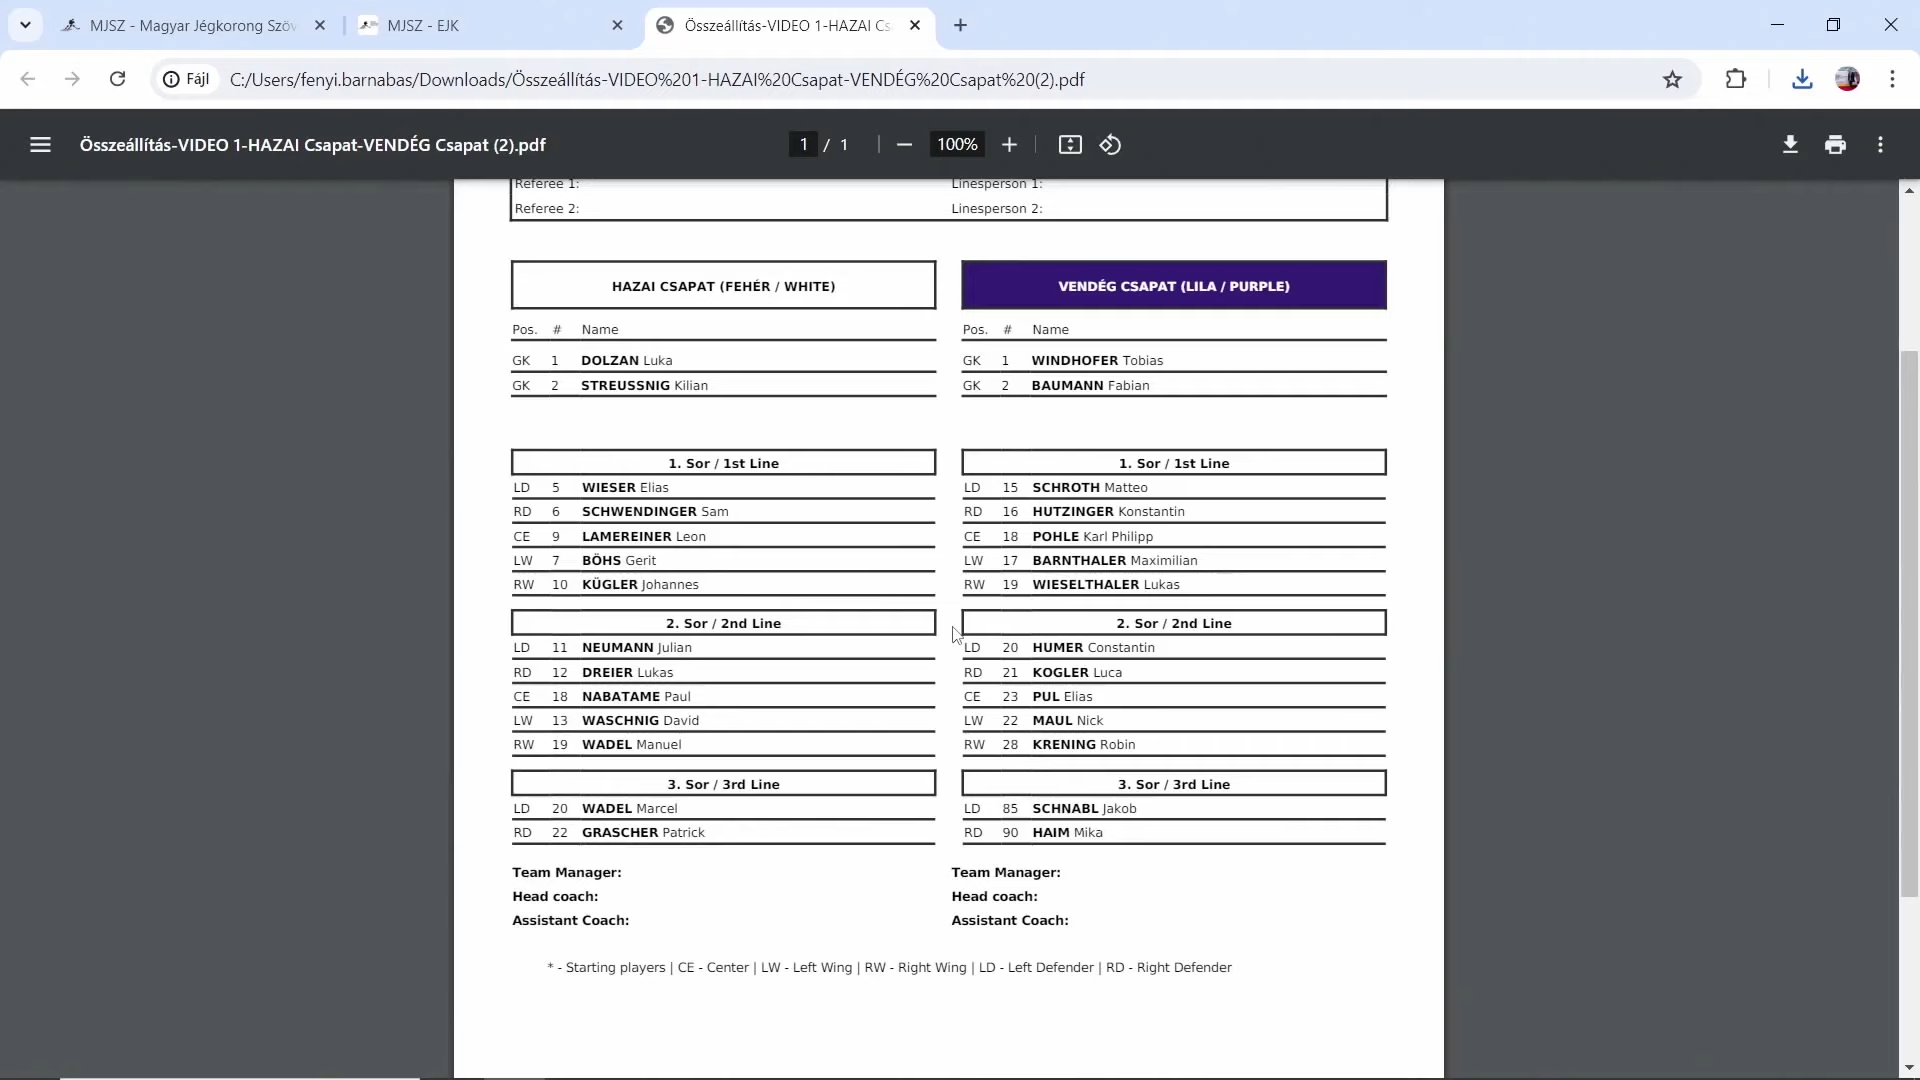 MJSZ - Magyar Jégkorong Szöv
MJSZ - EJK
Összeállítás-VIDEO 1-HAZAI Cs
Fájl
C:/Users/fenyi.barnabas/Downloads/Összeállítás-VIDEO%201-HAZAI%20Csapat-VENDÉG%20Csapat%20(2).pdf
Összeállítás-VIDEO 1-HAZAI Csapat-VENDÉG Csapat (2).pdf
1 / 1
100%
Referee 1: Linesperson 1:
Referee 2: Linesperson 2:
HAZAI CSAPAT (FEHÉR / WHITE)
Pos. # Name
GK 1 DOLZAN Luka
GK 2 STREUSSNIG Kilian
1. Sor / 1st Line
LD 5 WIESER Elias
RD 6 SCHWENDINGER Sam
CE 9 LAMEREINER Leon
LW 7 BÖHS Gerit
RW 10 KÜGLER Johannes
2. Sor / 2nd Line
LD 11 NEUMANN Julian
RD 12 DREIER Lukas
CE 18 NABATAME Paul
LW 13 WASCHNIG David
RW 19 WADEL Manuel
3. Sor / 3rd Line
LD 20 WADEL Marcel
RD 22 GRASCHER Patrick
Team Manager:
Head coach:
Assistant Coach:
VENDÉG CSAPAT (LILA / PURPLE)
Pos. # Name
GK 1 WINDHOFER Tobias
GK 2 BAUMANN Fabian
1. Sor / 1st Line
LD 15 SCHROTH Matteo
RD 16 HUTZINGER Konstantin
CE 18 POHLE Karl Philipp
LW 17 BARNTHALER Maximilian
RW 19 WIESELTHALER Lukas
2. Sor / 2nd Line
LD 20 HUMER Constantin
RD 21 KOGLER Luca
CE 23 PUL Elias
LW 22 MAUL Nick
RW 28 KRENING Robin
3. Sor / 3rd Line
LD 85 SCHNABL Jakob
RD 90 HAIM Mika
Team Manager:
Head coach:
Assistant Coach:
* - Starting players | CE - Center | LW - Left Wing | RW - Right Wing | LD - Left Defender | RD - Right Defender